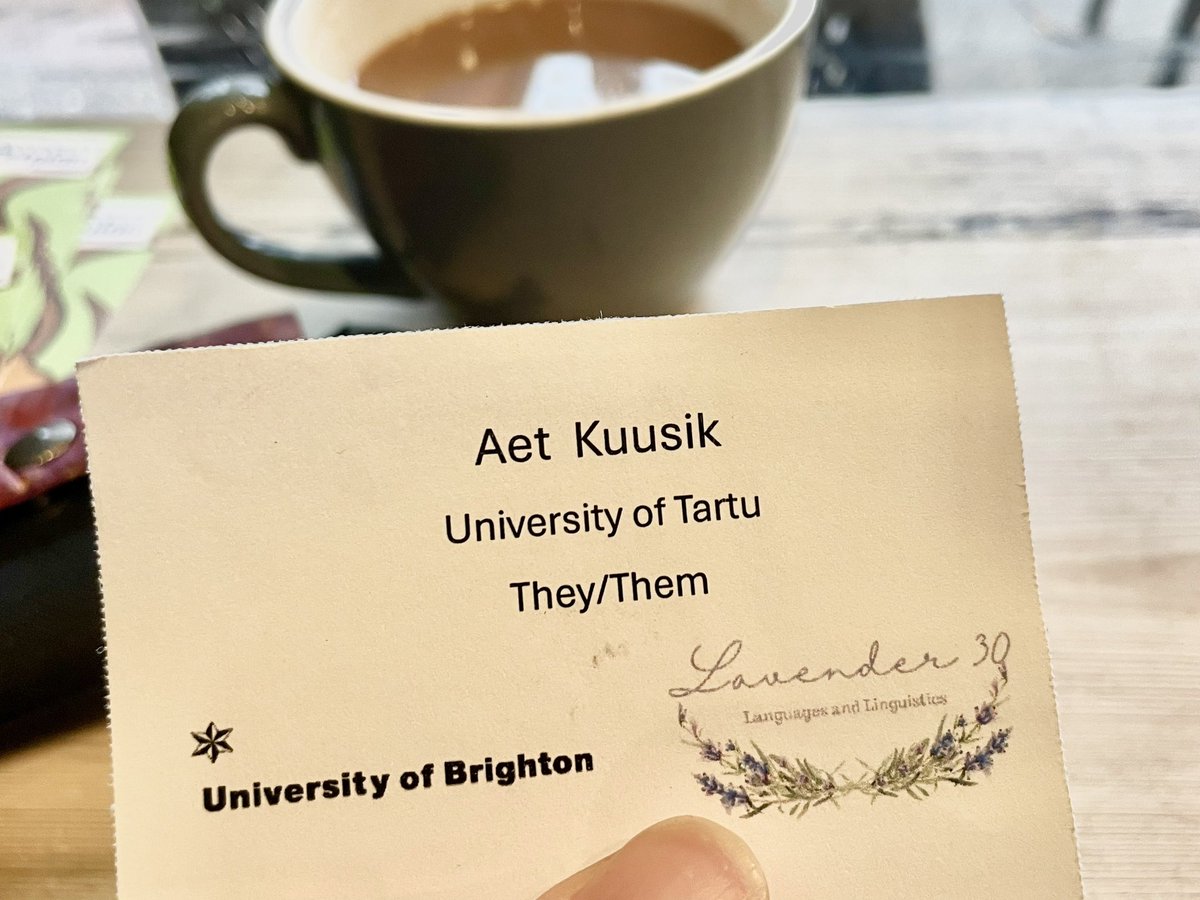 Aet Kuusik
University of Tartu
They/Them
Lavender 30
Languages and Linguistics
University of Brighton